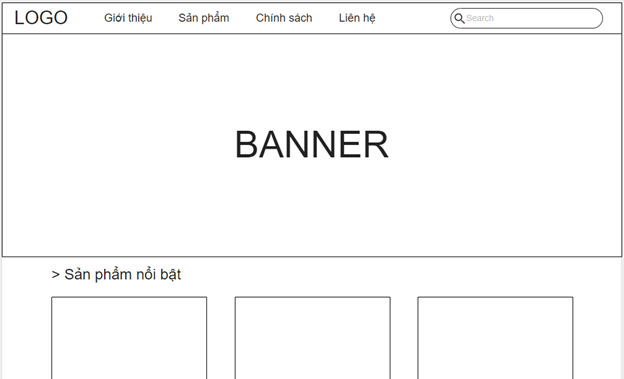 LOGO Giới thiệu Sản phẩm Chính sách Liên hệ Search
BANNER
> Sản phẩm nổi bật